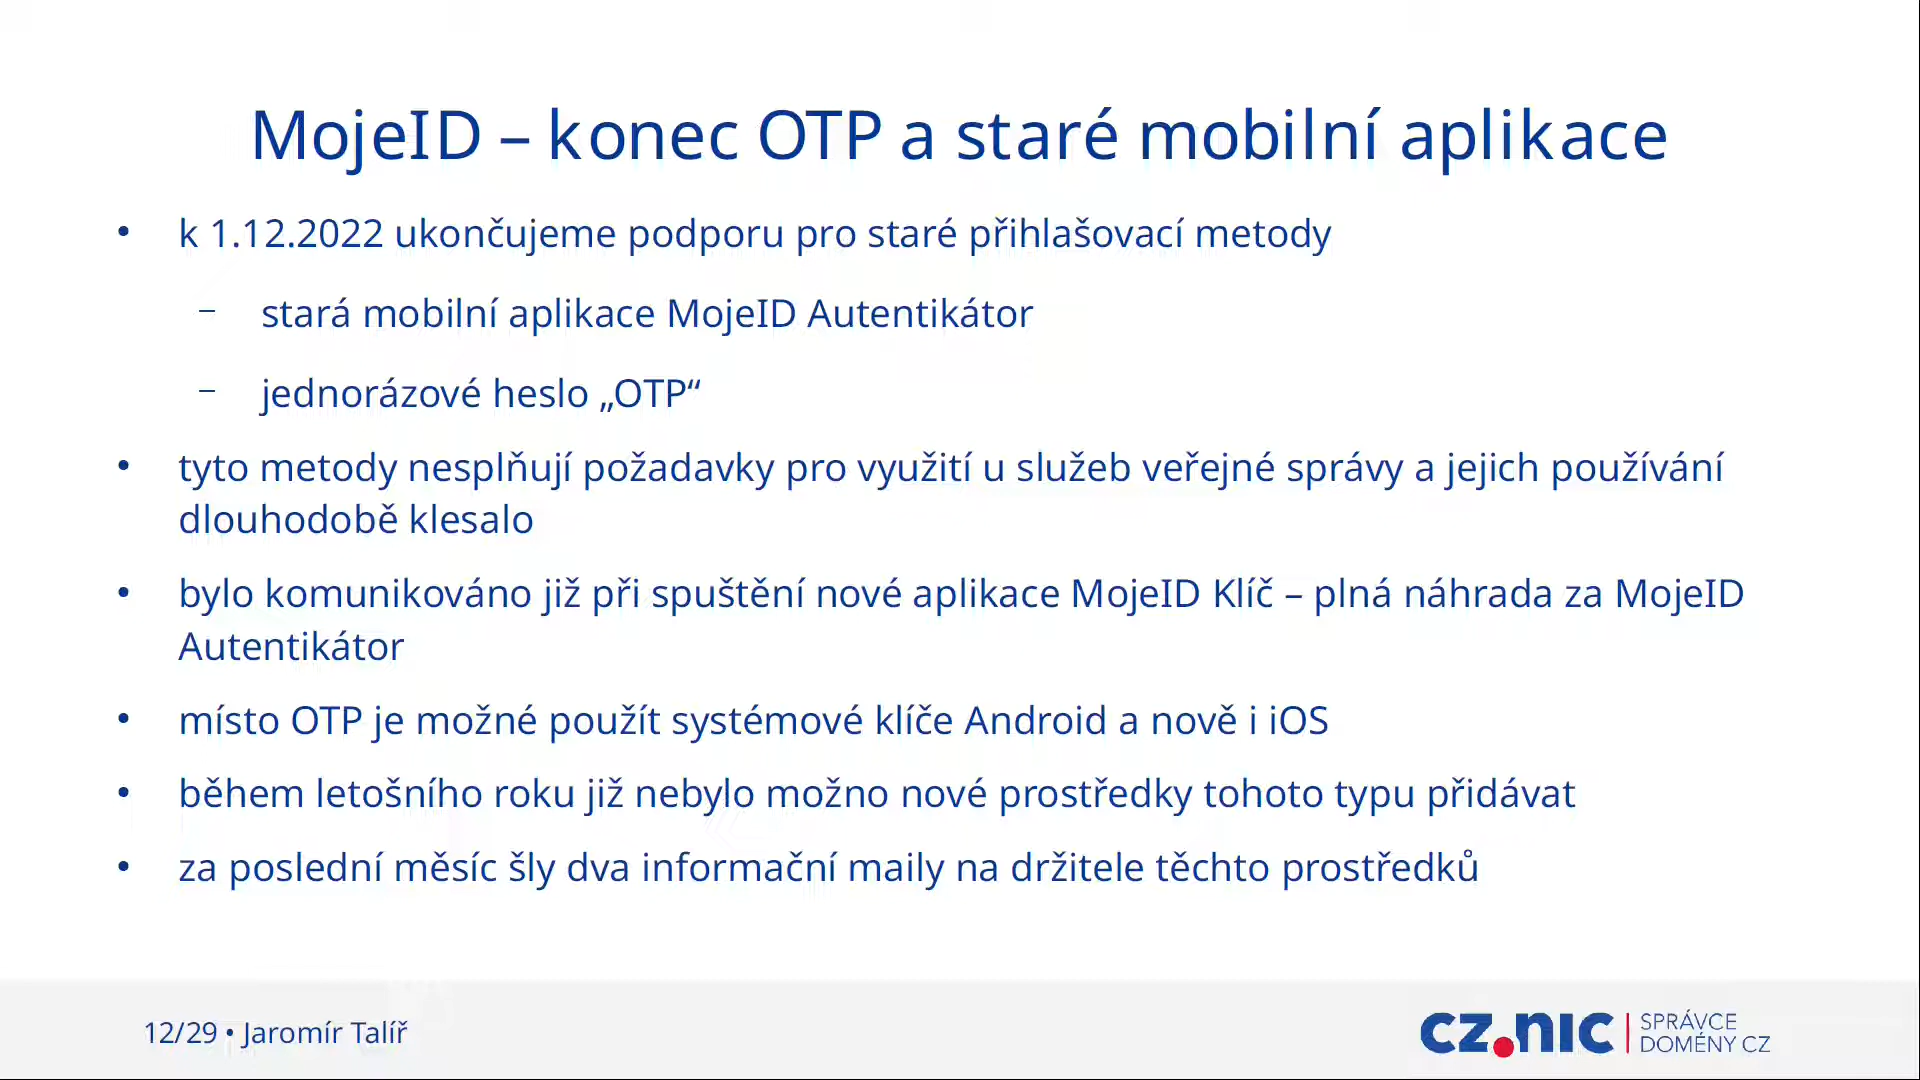 MojeID – konec OTP a staré mobilní aplikace
• k 1.12.2022 ukončujeme podporu pro staré přihlašovací metody
– stará mobilní aplikace MojeID Autentikátor
– jednorázové heslo „OTP“
• tyto metody nesplňují požadavky pro využití u služeb veřejné správy a jejich používání
dlouhodobě klesalo
• bylo komunikováno již při spuštění nové aplikace MojeID Klíč – plná náhrada za MojeID
Autentikátor
• místo OTP je možné použít systémové klíče Android a nově i iOS
• během letošního roku již nebylo možno nové prostředky tohoto typu přidávat
• za poslední měsíc šly dva informační maily na držitele těchto prostředků
12/29 • Jaromír Talíř
CZ.NIC
SPRÁVCE
DOMÉNY CZ